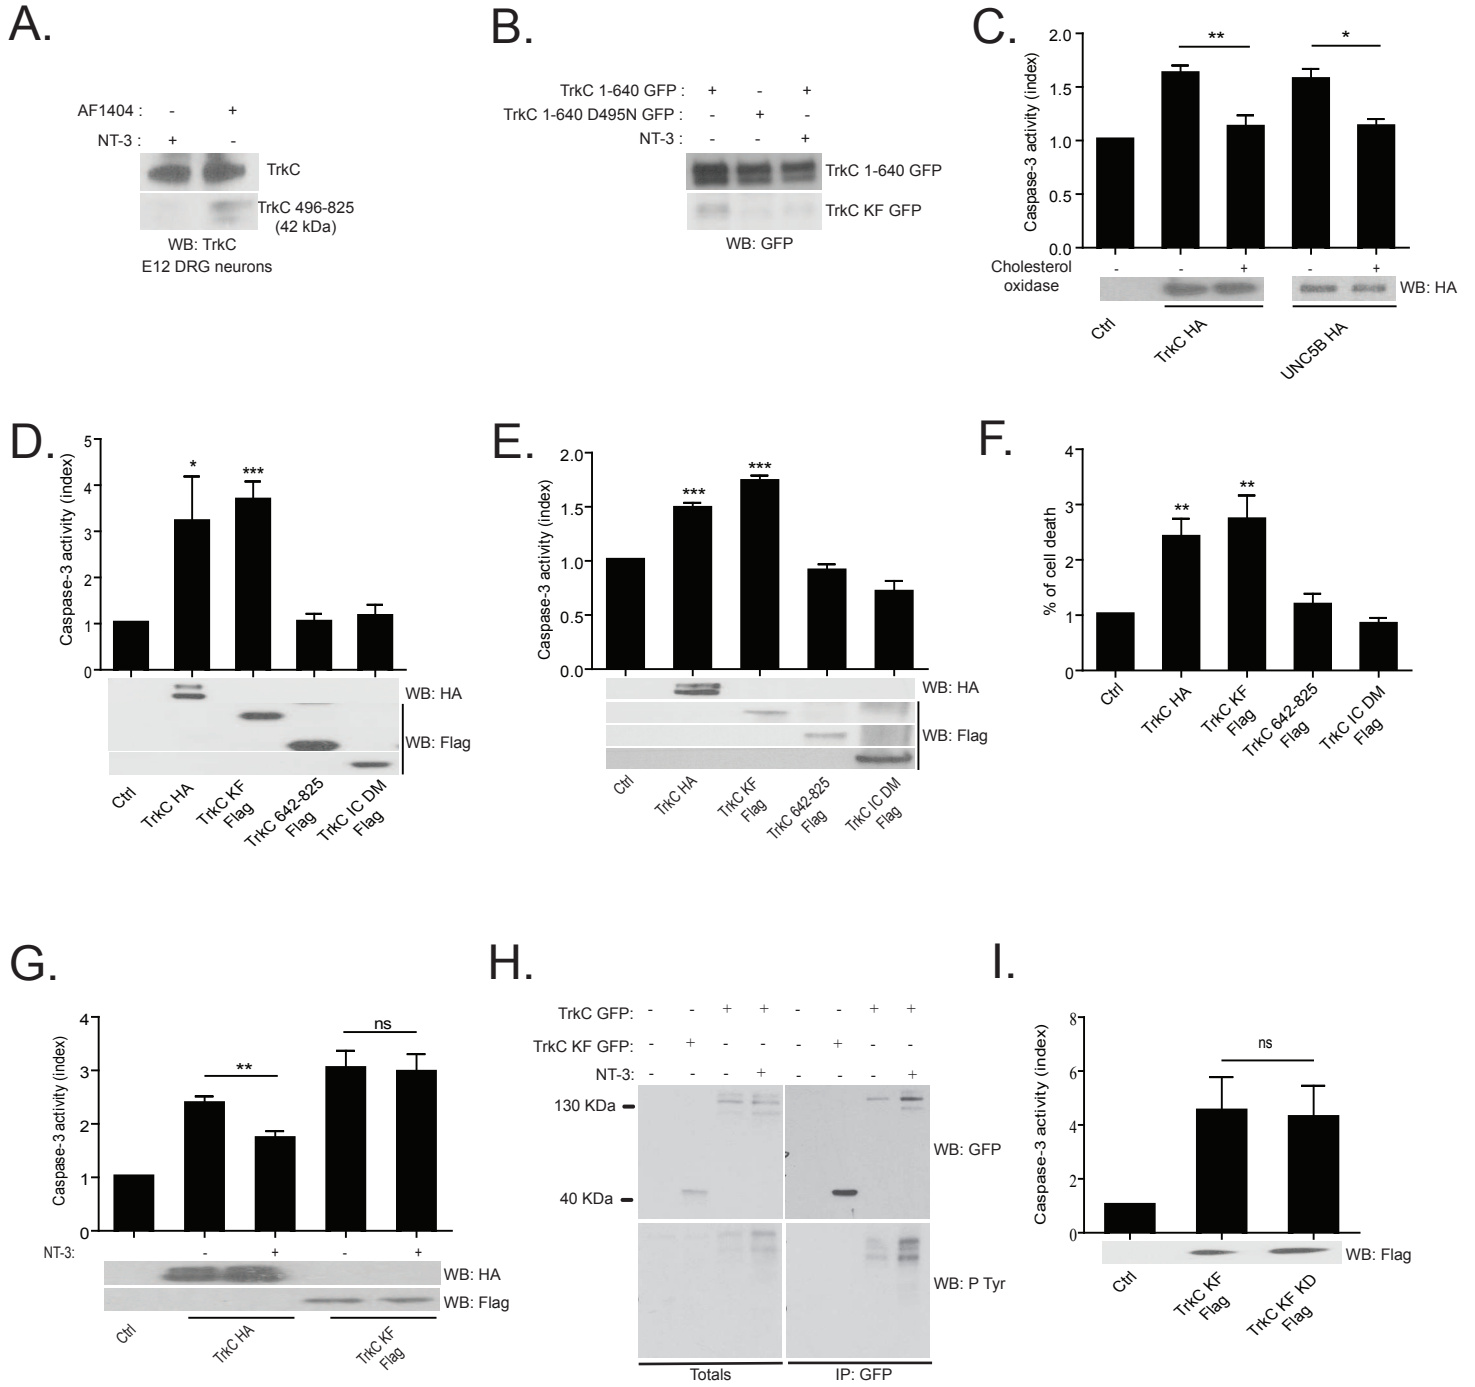 A.
AF1404 : - +
NT-3 : + -
TrkC
TrkC 496-825
(42 kDa)
WB: TrkC
E12 DRG neurons
B.
TrkC 1-640 GFP : + - +
TrkC 1-640 D495N GFP : - + -
NT-3 : - - +
TrkC 1-640 GFP
TrkC KF GFP
WB: GFP
C.
Caspase-3 activity (index)
2.0
1.5
1.0
0.5
0.0
** *
Cholesterol
oxidase
- - + - +
WB: HA
Ctrl
TrkC HA
UNC5B HA
D.
Caspase-3 activity (index)
5
4
3
2
1
0
* ***
WB: HA
WB: Flag
Ctrl
TrkC HA
TrkC KF
Flag
TrkC 642-825
Flag
TrkC IC DM
Flag
E.
Caspase-3 activity (index)
2.0
1.5
1.0
0.5
0.0
*** ***
WB: HA
WB: Flag
Ctrl
TrkC HA
TrkC KF
Flag
TrkC 642-825
Flag
TrkC IC DM
Flag
F.
% of cell death
4
3
2
1
0
** **
Ctrl
TrkC HA
TrkC KF
Flag
TrkC 642-825
Flag
TrkC IC DM
Flag
G.
Caspase-3 activity (index)
4
3
2
1
0
** ns
NT-3: - + - +
WB: HA
WB: Flag
Ctrl
TrkC HA
TrkC KF
Flag
H.
TrkC GFP: - - + + - - + +
TrkC KF GFP: - + - - - + - -
NT-3: - - - + - - - +
130 KDa
40 KDa
WB: GFP
WB: P Tyr
Totals
IP: GFP
I.
Caspase-3 activity (index)
8
6
4
2
0
ns
WB: Flag
Ctrl
TrkC KF
Flag
TrkC KF KD
Flag